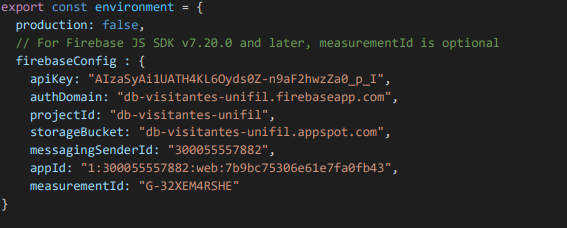 export const environment = {
production: false,
// For Firebase JS SDK v7.20.0 and later, measurementId is optional
firebaseConfig : {
apiKey: "AIzaSyAi1UATH4KL6Oyds0Z-n9aF2hwzZa0_p_I",
authDomain: "db-visitantes-unifil.firebaseapp.com",
projectId: "db-visitantes-unifil",
storageBucket: "db-visitantes-unifil.appspot.com",
messagingSenderId: "300055557882",
appId: "1:300055557882:web:7b9bc75306e61e7fa0fb43",
measurementId: "G-32XEM4RSHE"
}